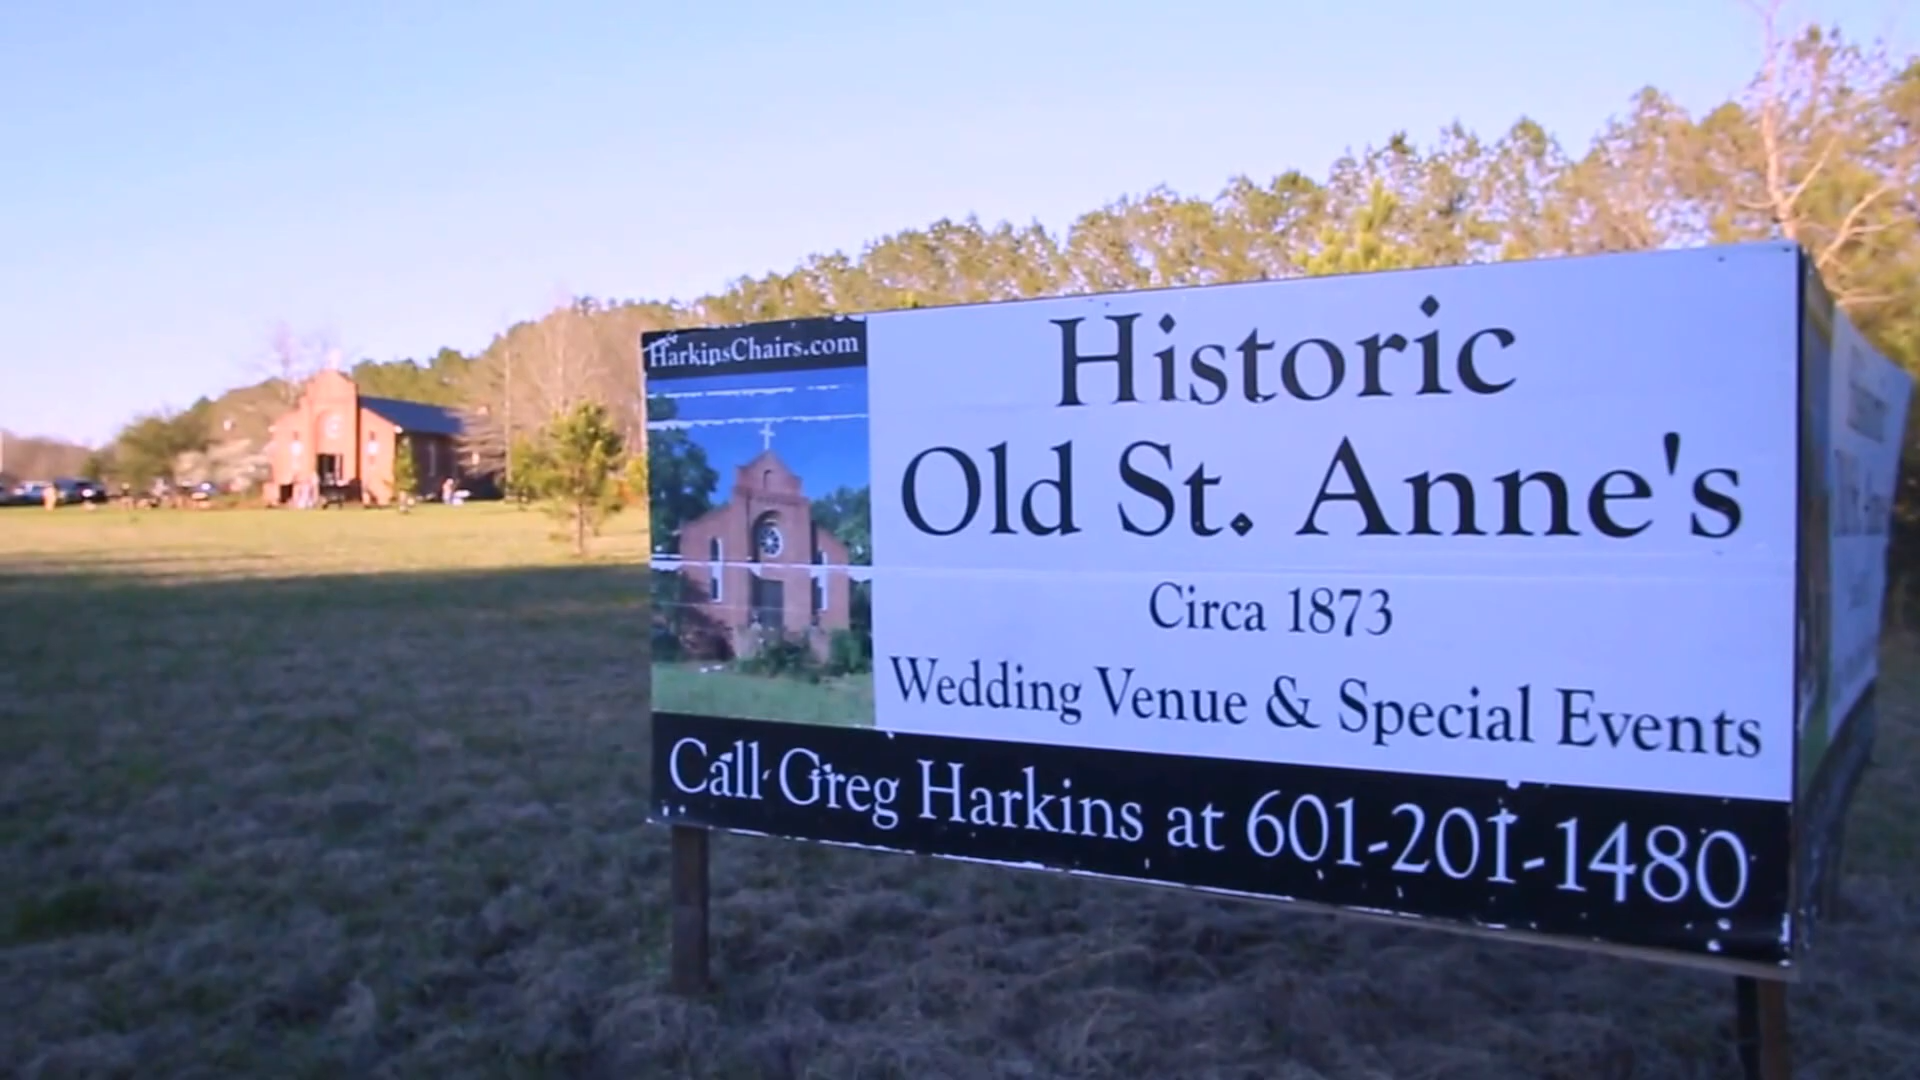 HarkinsChairs.com
Historic
Old St. Anne's
Circa 1873
Wedding Venue & Special Events
Call Greg Harkins at 601-201-1480